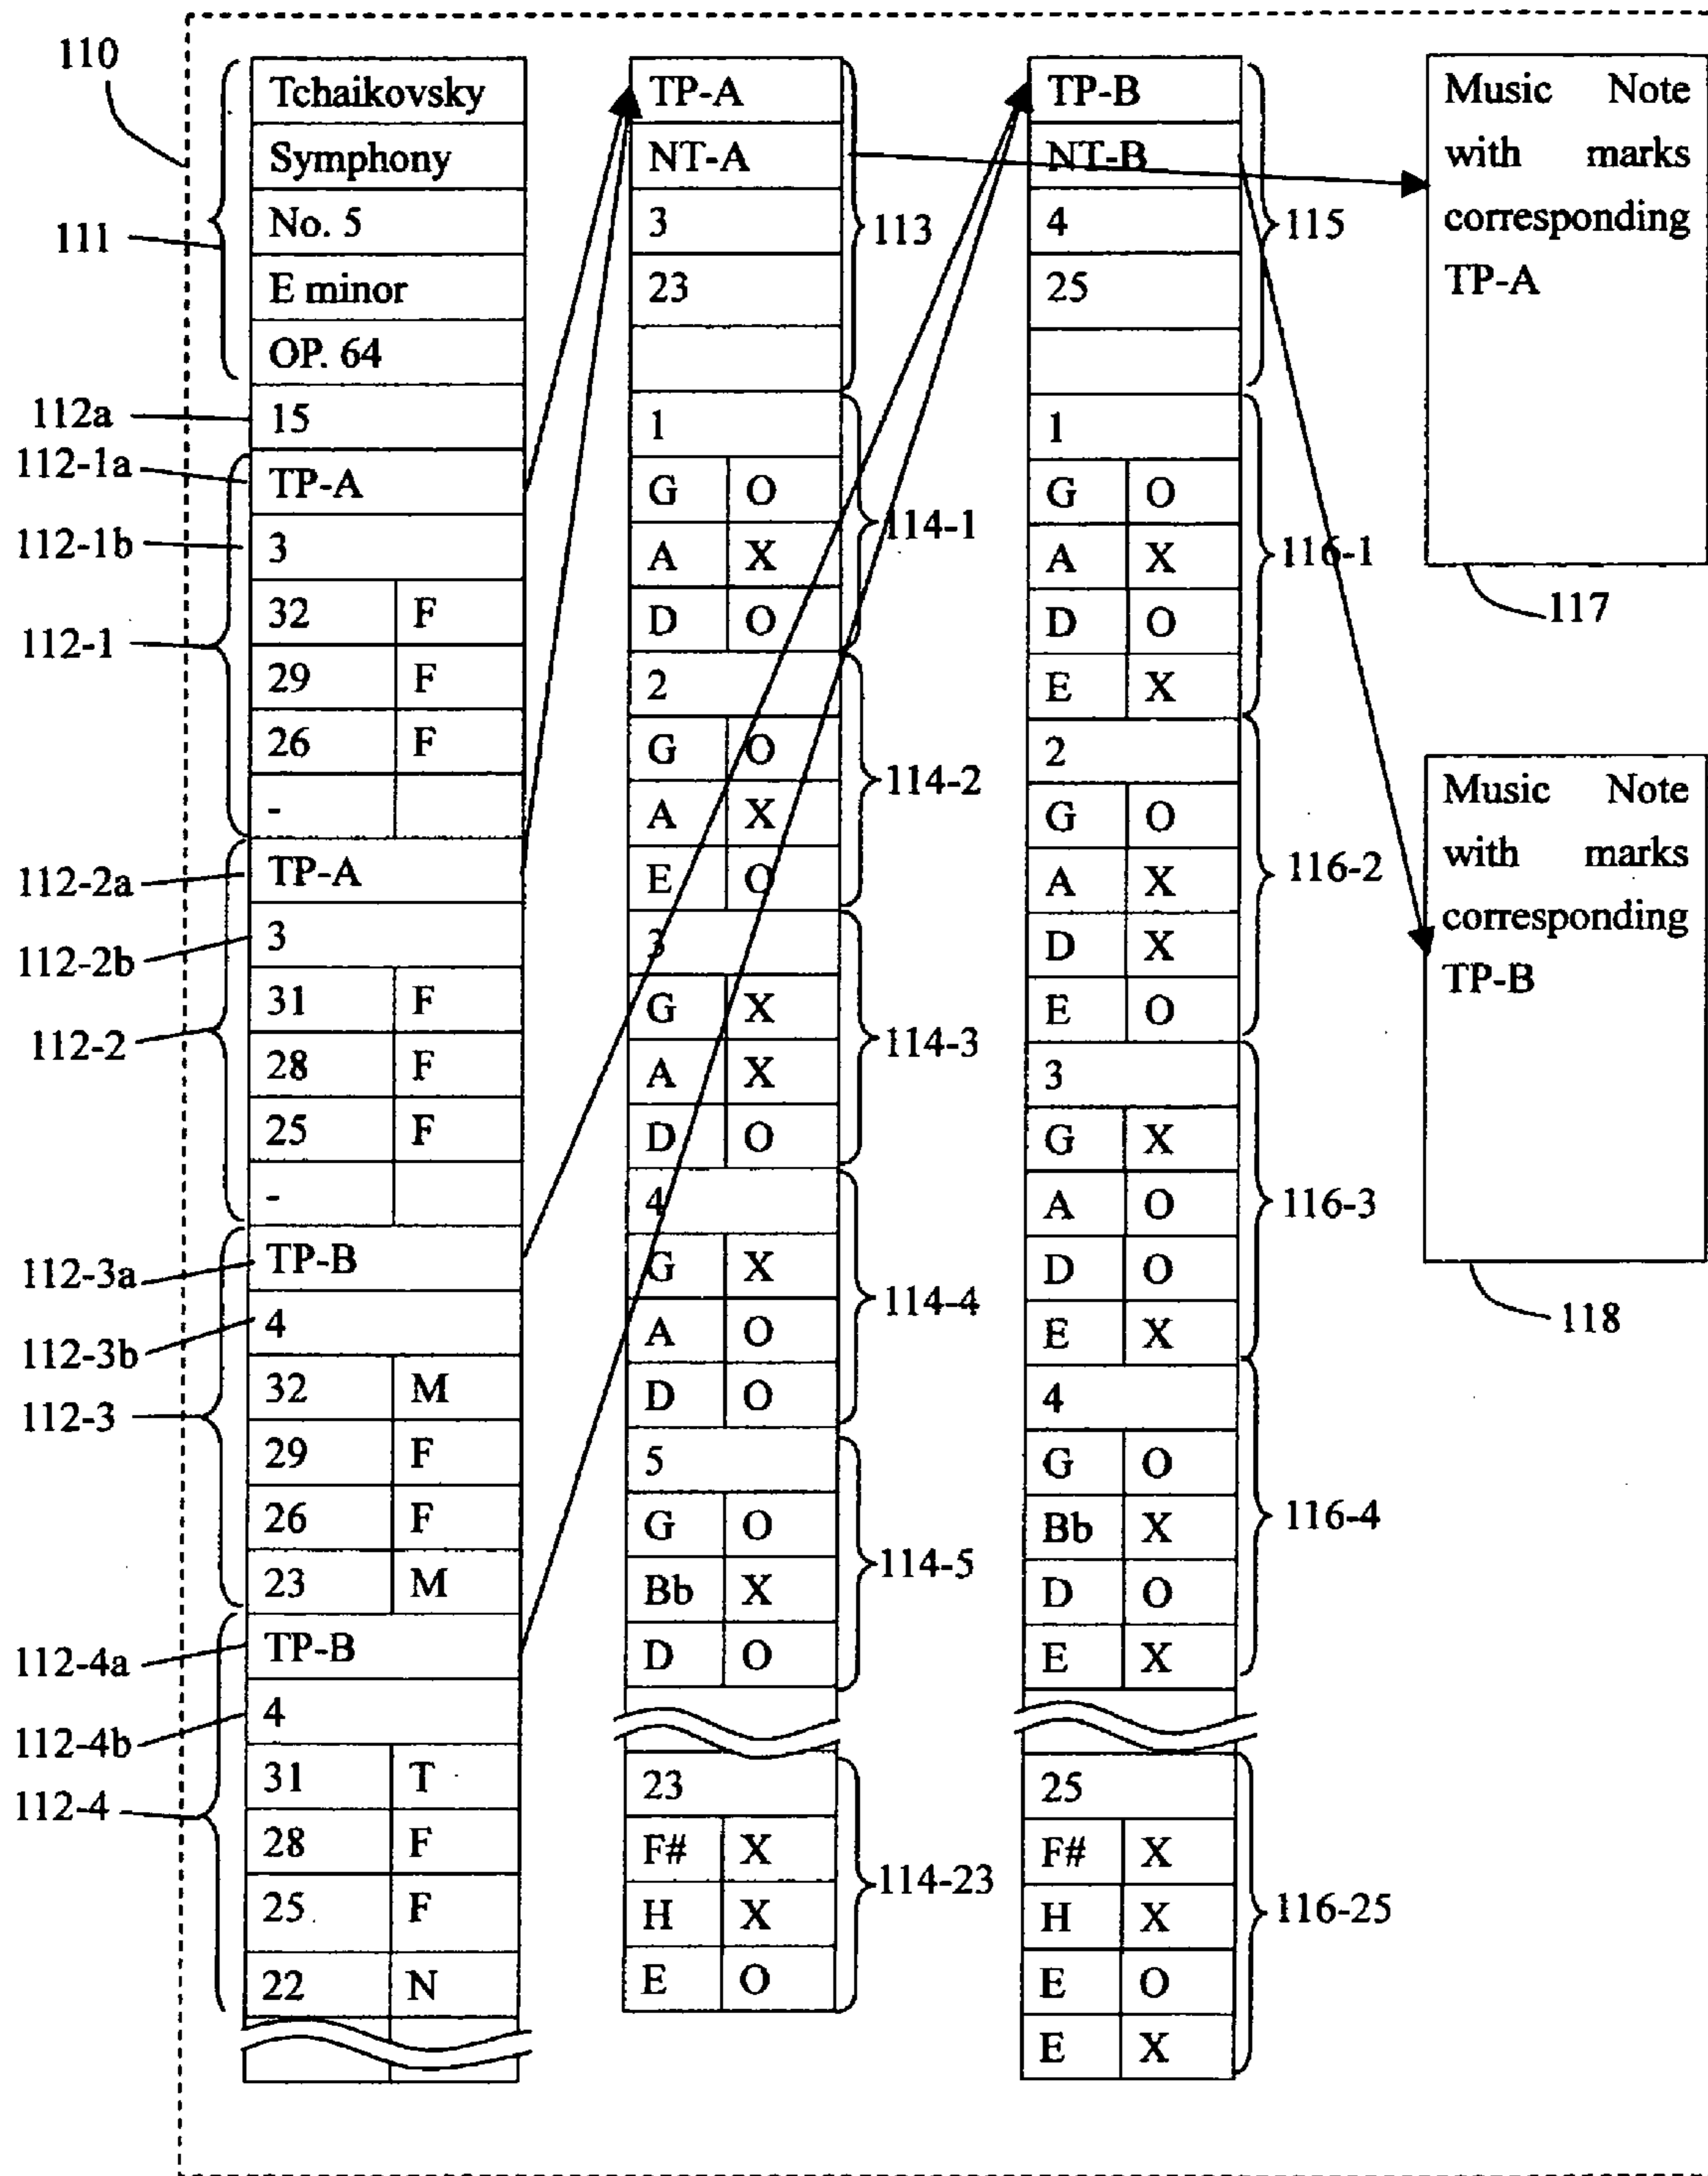 110
111
112a
112-1a
112-1b
112-1
112-2a
112-2b
112-2
112-3a
112-3b
112-3
112-4a
112-4b
112-4
Tchaikovsky
Symphony
No. 5
E minor
OP. 64
15
TP-A
3
32 F
29 F
26 F
-
TP-A
3
31 F
28 F
25 F
-
TP-B
4
32 M
29 F
26 F
23 M
TP-B
4
31 T
28 F
25 F
22 N
TP-A
NT-A
3
23
1
G O
A X
D O
2
G O
A X
E O
3
G X
A X
D O
4
G X
A O
D O
5
G O
Bb X
D O
23
F# X
H X
E O
113
114-1
114-2
114-3
114-4
114-5
114-23
TP-B
NT-B
4
25
1
G O
A X
D O
E X
2
G O
A X
D X
E O
3
G X
A O
D O
E X
4
G O
Bb X
D O
E X
25
F# X
H X
E O
E X
115
116-1
116-2
116-3
116-4
116-25
Music Note
with marks
corresponding
TP-A
117
Music Note
with marks
corresponding
TP-B
118